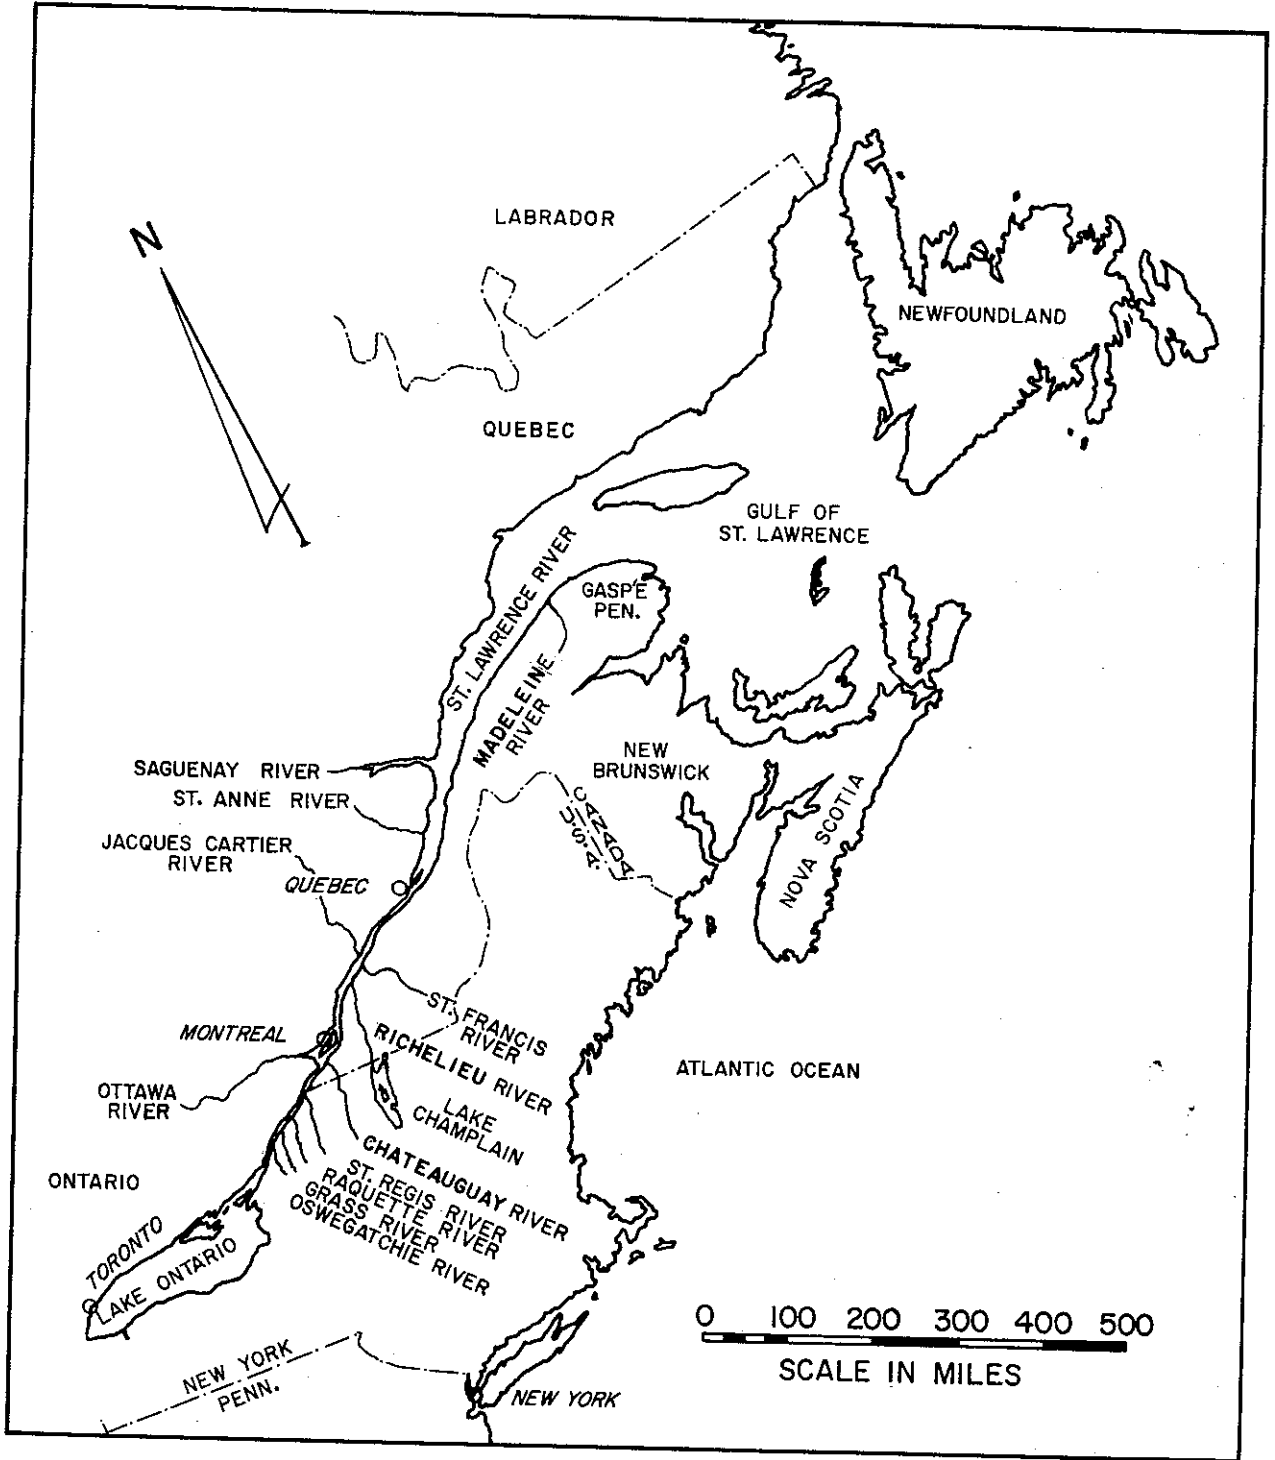 LABRADOR
N
NEWFOUNDLAND
QUEBEC
GULF OF
ST. LAWRENCE
ST. LAWRENCE RIVER
GASPÉ
PEN.
MADELEINE
RIVER
NEW
BRUNSWICK
SAGUENAY RIVER
ST. ANNE RIVER
CANADA
U.S.A.
NOVA SCOTIA
JACQUES CARTIER
RIVER
QUEBEC
ST. FRANCIS
RIVER
MONTREAL
RICHELIEU RIVER
ATLANTIC OCEAN
OTTAWA
RIVER
LAKE
CHAMPLAIN
CHATEAUGUAY RIVER
ONTARIO
ST. REGIS RIVER
RAQUETTE RIVER
GRASS RIVER
OSWEGATCHIE RIVER
TORONTO
LAKE ONTARIO
0 100 200 300 400 500
SCALE IN MILES
NEW YORK
PENN.
NEW YORK